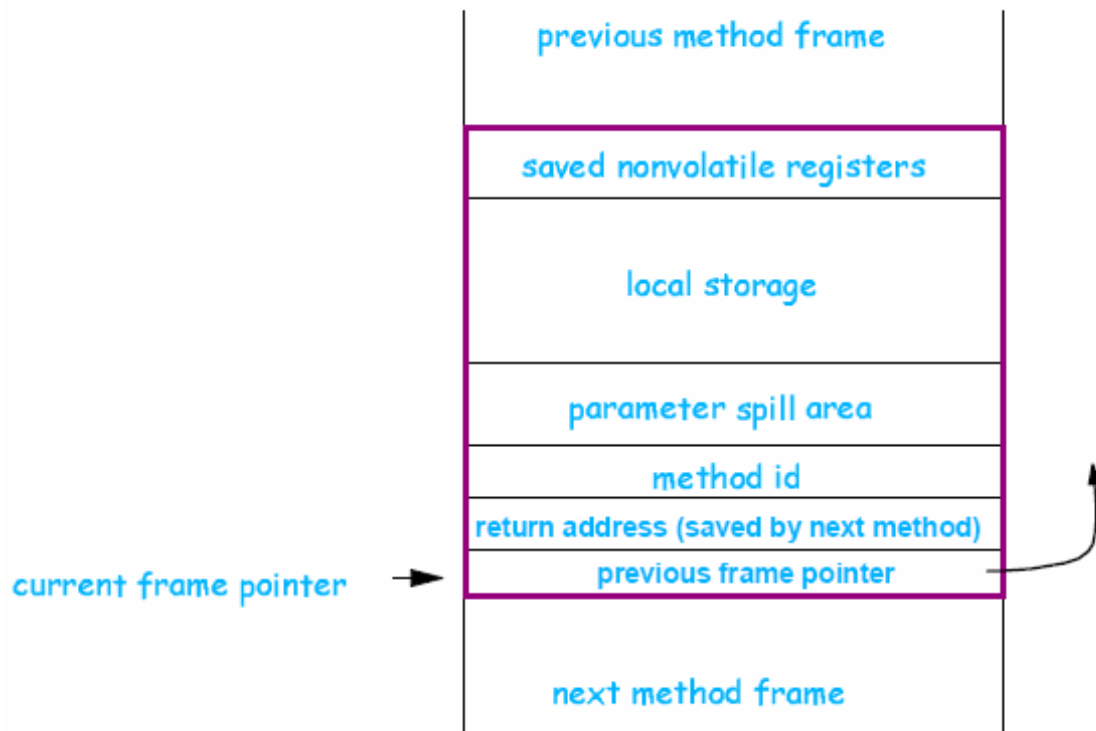 previous method frame
saved nonvolatile registers
local storage
parameter spill area
method id
return address (saved by next method)
previous frame pointer
current frame pointer
next method frame